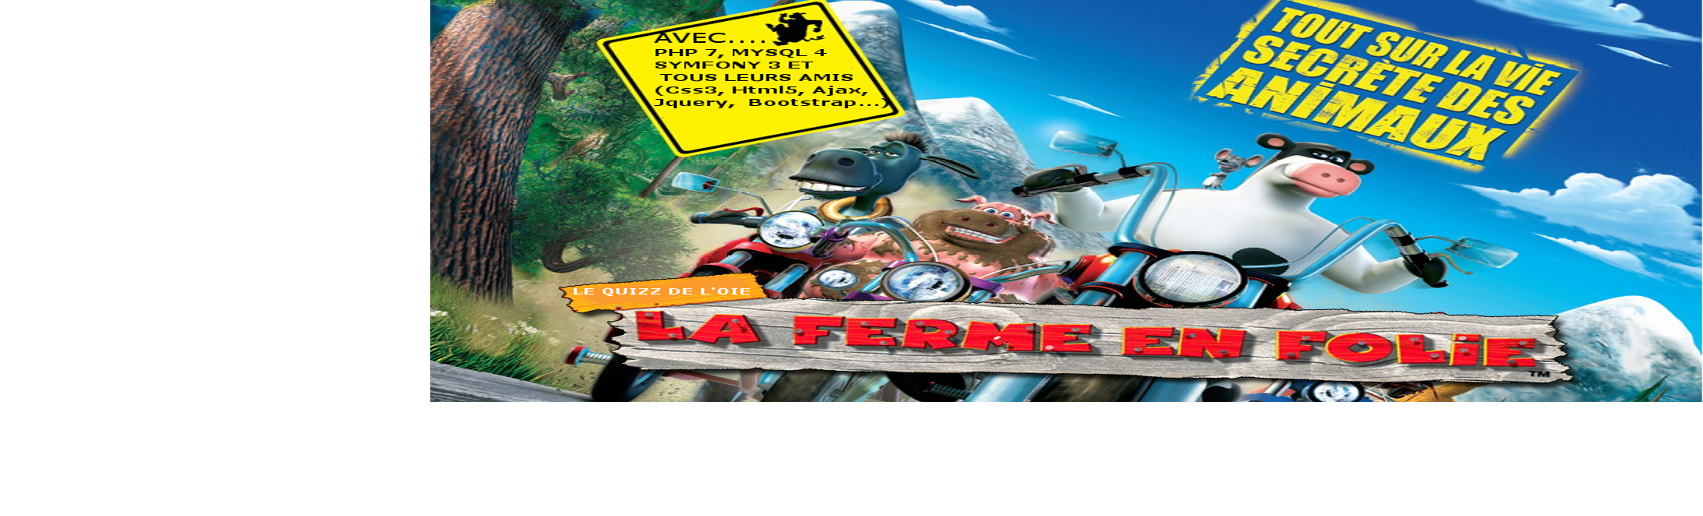 AVEC....
PHP 7, MYSQL 4
SYMFONY 3 ET
TOUS LEURS AMIS
(Css3, Html5, Ajax,
Jquery, Bootstrap...)
TOUT SUR LA VIE
SECRÈTE DES
ANIMAUX
LE QUIZZ DE L'OIE
LA FERME EN FOLIE
TM